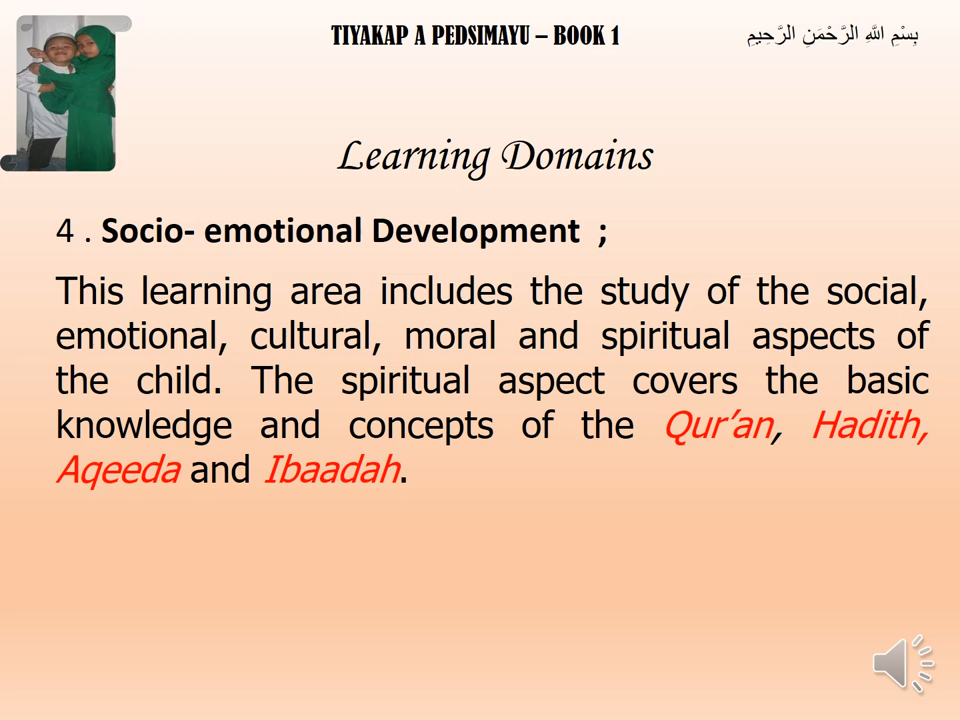 TIYAKAP A PEDSIMAYU – BOOK 1
بِسْمِ اللَّهِ الرَّحْمَنِ الرَّحِيمِ
Learning Domains
4 . Socio- emotional Development ;
This learning area includes the study of the social,
emotional, cultural, moral and spiritual aspects of
the child. The spiritual aspect covers the basic
knowledge and concepts of the Qur’an, Hadith,
Aqeeda and Ibaadah.